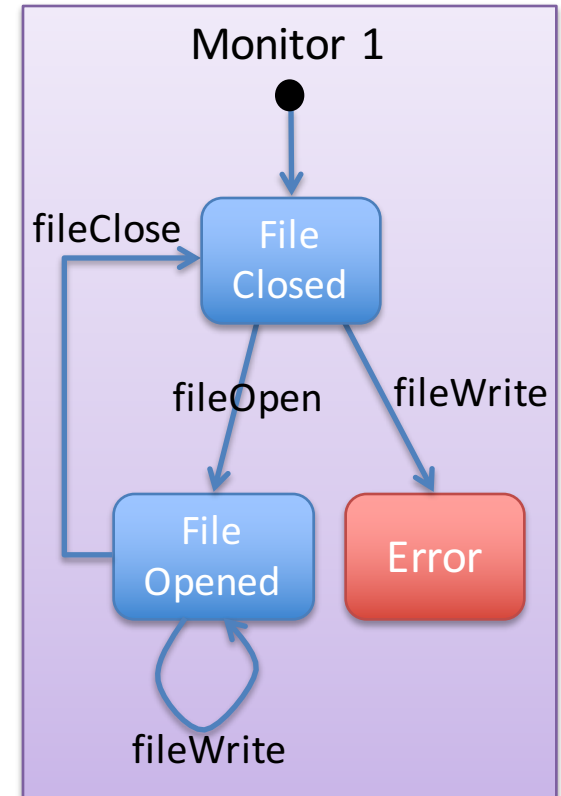 Monitor 1
fileClose
File
Closed
fileOpen
fileWrite
File
Opened
Error
fileWrite